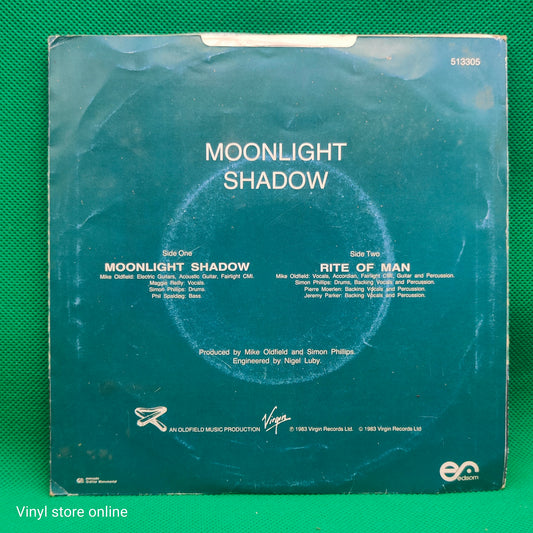 513305
MOONLIGHT
SHADOW
Side One
MOONLIGHT SHADOW
Mike Oldfield: Electric Guitars, Acoustic Guitar, Fairlight CMI.
Maggie Reilly: Vocals.
Simon Phillips: Drums.
Phil Spalding: Bass.
Side Two
RITE OF MAN
Mike Oldfield: Vocals, Accordian, Fairlight CMI, Guitar and Percussion.
Simon Phillips: Drums, Backing Vocals and Percussion.
Pierre Moerlen: Backing Vocals and Percussion.
Jeremy Parker: Backing Vocals and Percussion.
Produced by Mike Oldfield and Simon Phillips.
Engineered by Nigel Luby.
AN OLDFIELD MUSIC PRODUCTION
Virgin
℗ 1983 Virgin Records Ltd. © 1983 Virgin Records Ltd
edisom
Vinyl store online